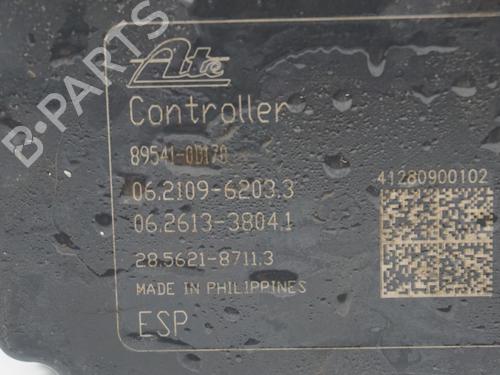 Ate
Controller
89541-0D170
06.2109-6203.3
06.2613-3804.1
28.5621-8711.3
MADE IN PHILIPPINES
ESP
41280900102
B-PARTS